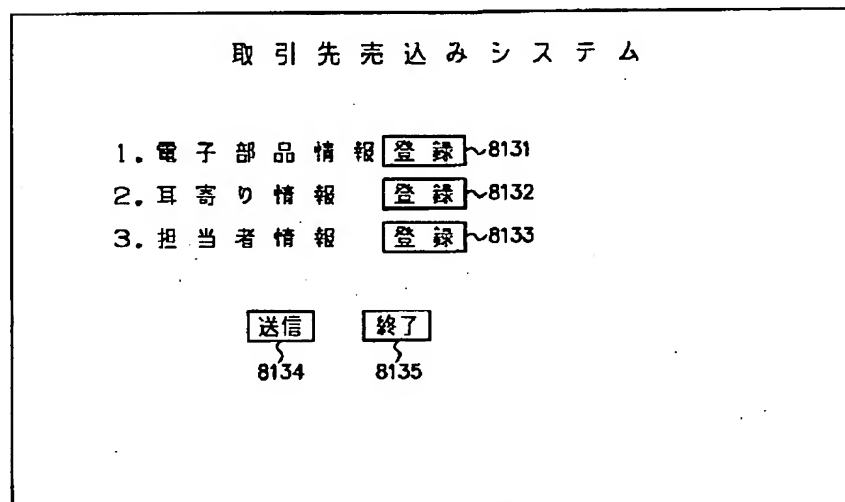 取引先売込みシステム
1.電子部品情報 登録 8131
2.耳寄り情報 登録 8132
3.担当者情報 登録 8133
送信 終了
8134 8135